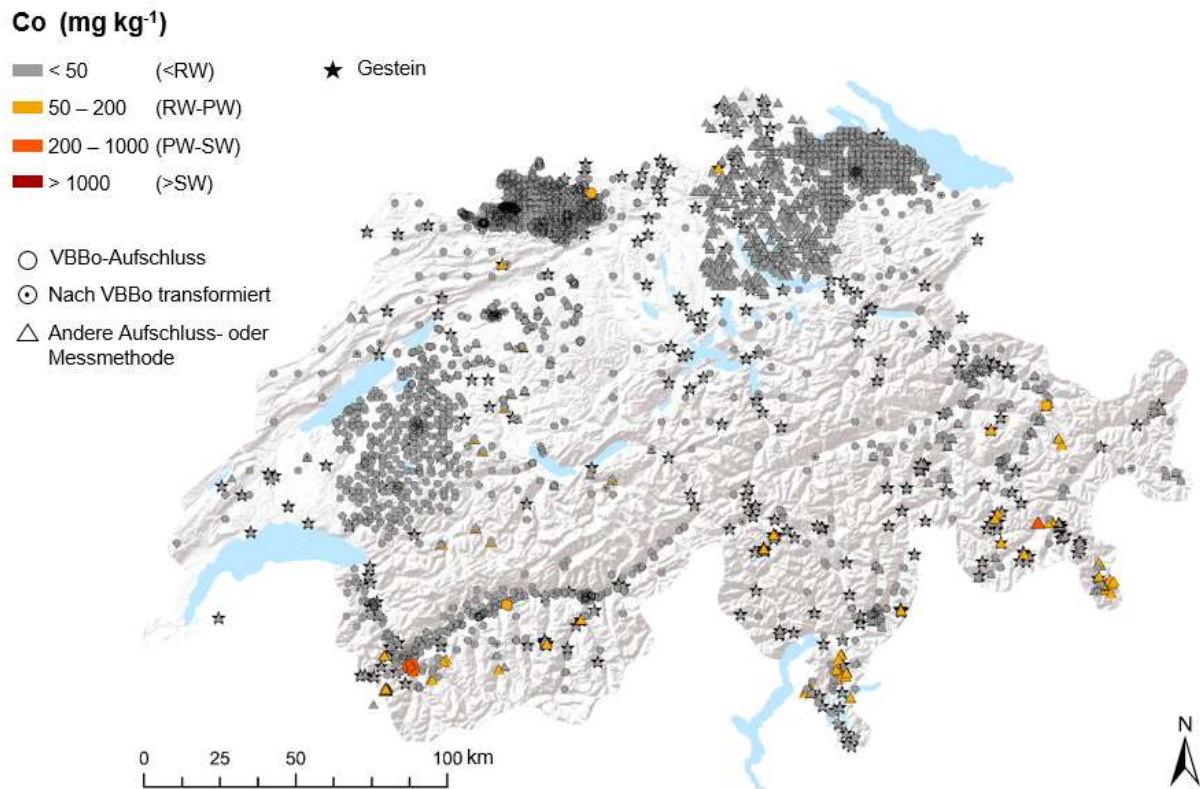 Co (mg kg⁻¹)
< 50 (<RW)
50 – 200 (RW-PW)
200 – 1000 (PW-SW)
> 1000 (>SW)
Gestein
VBBo-Aufschluss
Nach VBBo transformiert
Andere Aufschluss- oder
Messmethode
0 25 50 100 km
N